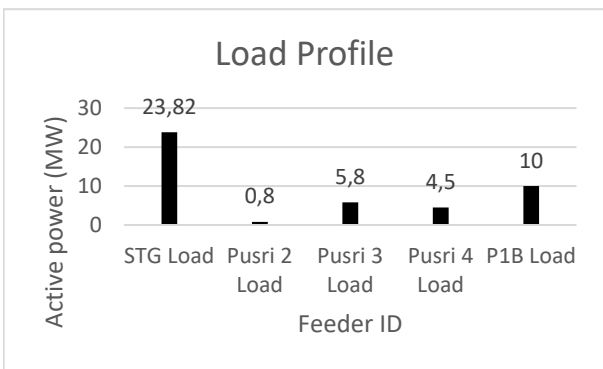 Load Profile
Active power (MW)
30
20
10
0
23,82
0,8
5,8
4,5
10
STG Load
Pusri 2
Load
Pusri 3
Load
Pusri 4
Load
P1B Load
Feeder ID